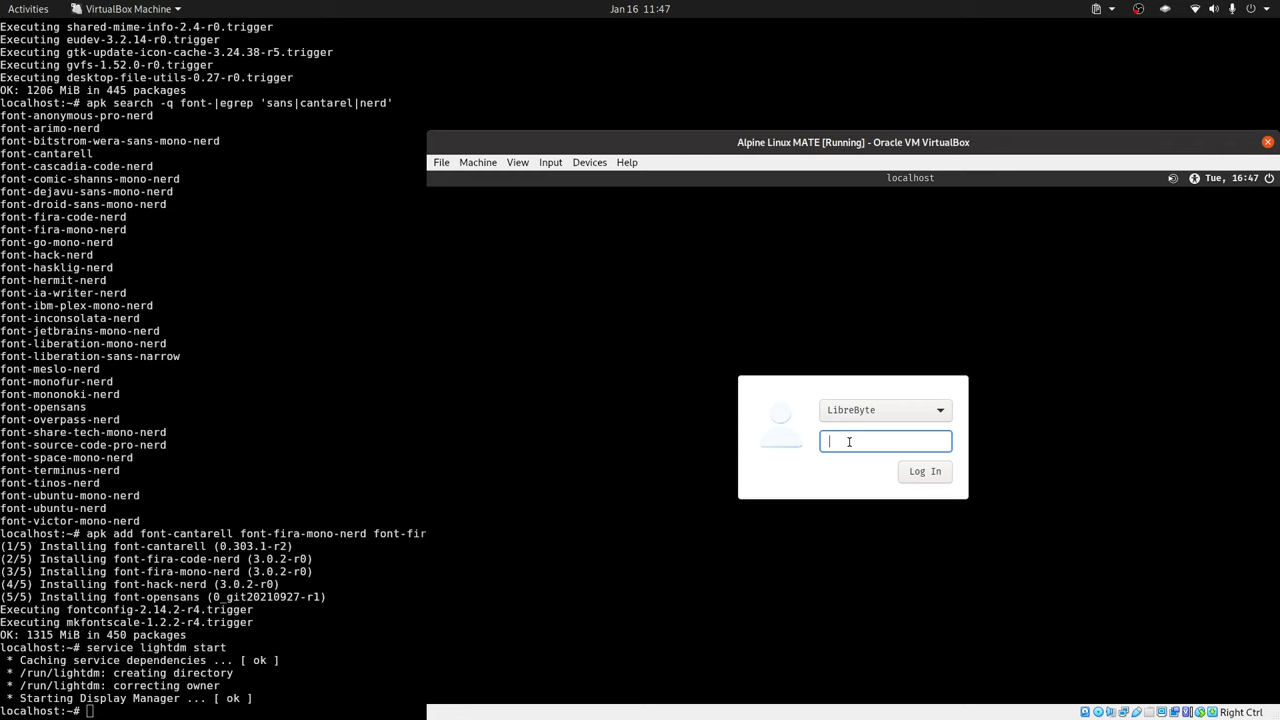 Activities
VirtualBox Machine
Jan 16 11:47
Executing shared-mime-info-2.4-r0.trigger
Executing eudev-3.2.14-r0.trigger
Executing gtk-update-icon-cache-3.24.38-r5.trigger
Executing gvfs-1.52.0-r0.trigger
Executing desktop-file-utils-0.27-r0.trigger
OK: 1206 MiB in 445 packages
localhost:~# apk search -q font-|egrep 'sans|cantarel|nerd'
font-anonymous-pro-nerd
font-arimo-nerd
font-bitstrom-wera-sans-mono-nerd
font-cantarell
font-cascadia-code-nerd
font-comic-shanns-mono-nerd
font-dejavu-sans-mono-nerd
font-droid-sans-mono-nerd
font-fira-code-nerd
font-fira-mono-nerd
font-go-mono-nerd
font-hack-nerd
font-hasklig-nerd
font-hermit-nerd
font-ia-writer-nerd
font-ibm-plex-mono-nerd
font-inconsolata-nerd
font-jetbrains-mono-nerd
font-liberation-mono-nerd
font-liberation-sans-narrow
font-meslo-nerd
font-monofur-nerd
font-mononoki-nerd
font-opensans
font-overpass-nerd
font-share-tech-mono-nerd
font-source-code-pro-nerd
font-space-mono-nerd
font-terminus-nerd
font-tinos-nerd
font-ubuntu-mono-nerd
font-ubuntu-nerd
font-victor-mono-nerd
localhost:~# apk add font-cantarell font-fira-mono-nerd font-fir
(1/5) Installing font-cantarell (0.303.1-r2)
(2/5) Installing font-fira-code-nerd (3.0.2-r0)
(3/5) Installing font-fira-mono-nerd (3.0.2-r0)
(4/5) Installing font-hack-nerd (3.0.2-r0)
(5/5) Installing font-opensans (0_git20210927-r1)
Executing fontconfig-2.14.2-r4.trigger
Executing mkfontscale-1.2.2-r4.trigger
OK: 1315 MiB in 450 packages
localhost:~# service lightdm start
* Caching service dependencies ... [ ok ]
* /run/lightdm: creating directory
* /run/lightdm: correcting owner
* Starting Display Manager ... [ ok ]
localhost:~#
Alpine Linux MATE [Running] - Oracle VM VirtualBox
File Machine View Input Devices Help
localhost
Tue, 16:47
LibreByte
Log In
Right Ctrl